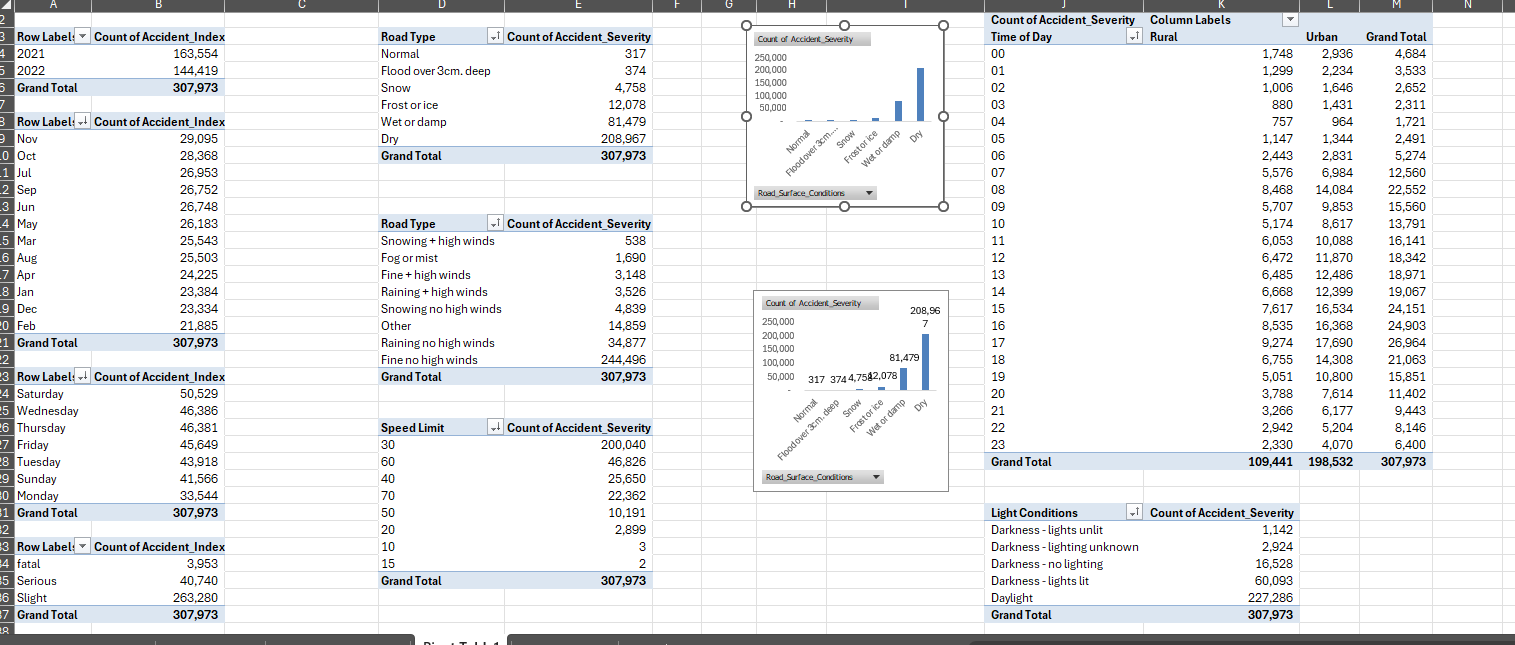 A B C D E F G H I J K L M N
Row Labels Count of Accident_Index
2021 163,554
2022 144,419
Grand Total 307,973
Row Labels Count of Accident_Index
Nov 29,095
Oct 28,368
Jul 26,953
Sep 26,752
Jun 26,748
May 26,183
Mar 25,543
Aug 25,503
Apr 24,225
Jan 23,384
Dec 23,334
Feb 21,885
Grand Total 307,973
Row Labels Count of Accident_Index
Saturday 50,529
Wednesday 46,386
Thursday 46,381
Friday 45,649
Tuesday 43,918
Sunday 41,566
Monday 33,544
Grand Total 307,973
Row Labels Count of Accident_Index
fatal 3,953
Serious 40,740
Slight 263,280
Grand Total 307,973
Road Type Count of Accident_Severity
Normal 317
Flood over 3cm. deep 374
Snow 4,758
Frost or ice 12,078
Wet or damp 81,479
Dry 208,967
Grand Total 307,973
Road Type Count of Accident_Severity
Snowing + high winds 538
Fog or mist 1,690
Fine + high winds 3,148
Raining + high winds 3,526
Snowing no high winds 4,839
Other 14,859
Raining no high winds 34,877
Fine no high winds 244,496
Grand Total 307,973
Speed Limit Count of Accident_Severity
30 200,040
60 46,826
40 25,650
70 22,362
50 10,191
20 2,899
10 3
15 2
Grand Total 307,973
Count of Accident_Severity
250,000
200,000
150,000
100,000
50,000
-
Normal
Flood over 3cm....
Snow
Frost or ice
Wet or damp
Dry
Road_Surface_Conditions
Count of Accident_Severity
250,000
200,000
150,000
100,000
50,000
-
317 374 4,758 12,078 81,479 208,967
Normal
Flood over 3cm. deep
Snow
Frost or ice
Wet or damp
Dry
Road_Surface_Conditions
Count of Accident_Severity Column Labels
Time of Day Rural Urban Grand Total
00 1,748 2,936 4,684
01 1,299 2,234 3,533
02 1,006 1,646 2,652
03 880 1,431 2,311
04 757 964 1,721
05 1,147 1,344 2,491
06 2,443 2,831 5,274
07 5,576 6,984 12,560
08 8,468 14,084 22,552
09 5,707 9,853 15,560
10 5,174 8,617 13,791
11 6,053 10,088 16,141
12 6,472 11,870 18,342
13 6,485 12,486 18,971
14 6,668 12,399 19,067
15 7,617 16,534 24,151
16 8,535 16,368 24,903
17 9,274 17,690 26,964
18 6,755 14,308 21,063
19 5,051 10,800 15,851
20 3,788 7,614 11,402
21 3,266 6,177 9,443
22 2,942 5,204 8,146
23 2,330 4,070 6,400
Grand Total 109,441 198,532 307,973
Light Conditions Count of Accident_Severity
Darkness - lights unlit 1,142
Darkness - lighting unknown 2,924
Darkness - no lighting 16,528
Darkness - lights lit 60,093
Daylight 227,286
Grand Total 307,973